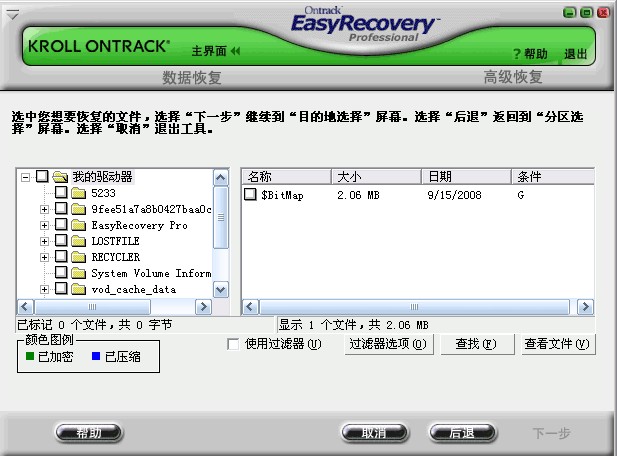 Ontrack®
EasyRecovery™
Professional
KROLL ONTRACK®
主界面
?帮助
退出
数据恢复
高级恢复
选中您想要恢复的文件，选择“下一步”继续到“目的地选择”屏幕。选择“后退”返回到“分区选
择”屏幕。选择“取消”退出工具。
我的驱动器
5233
9fee51a7a8b0427baa0c
EasyRecovery Pro
LOSTFILE
RECYCLER
System Volume Inform
vod_cache_data
名称 大小 日期 条件
$BitMap 2.06 MB 9/15/2008 G
已标记 0 个文件，共 0 字节
显示 1 个文件，共 2.06 MB
颜色图例
已加密 已压缩
使用过滤器(U) 过滤器选项(O) 查找(F) 查看文件(V)
帮助 取消 后退 下一步